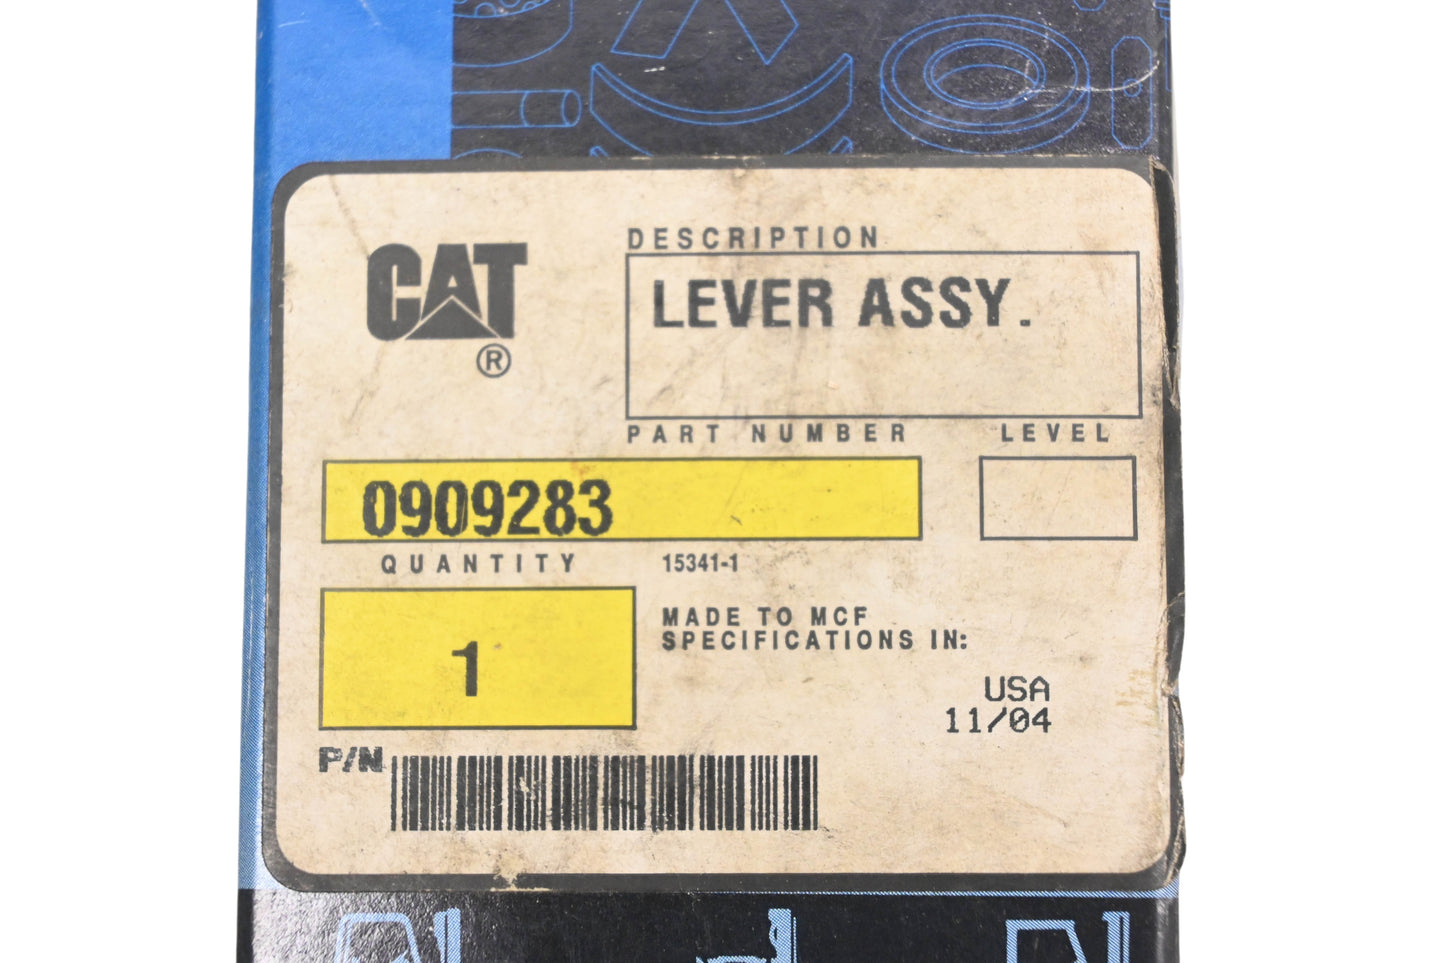 CAT
®
DESCRIPTION
LEVER ASSY.
PART NUMBER
LEVEL
0909283
QUANTITY
15341-1
1
MADE TO MCF
SPECIFICATIONS IN:
USA
11/04
P/N